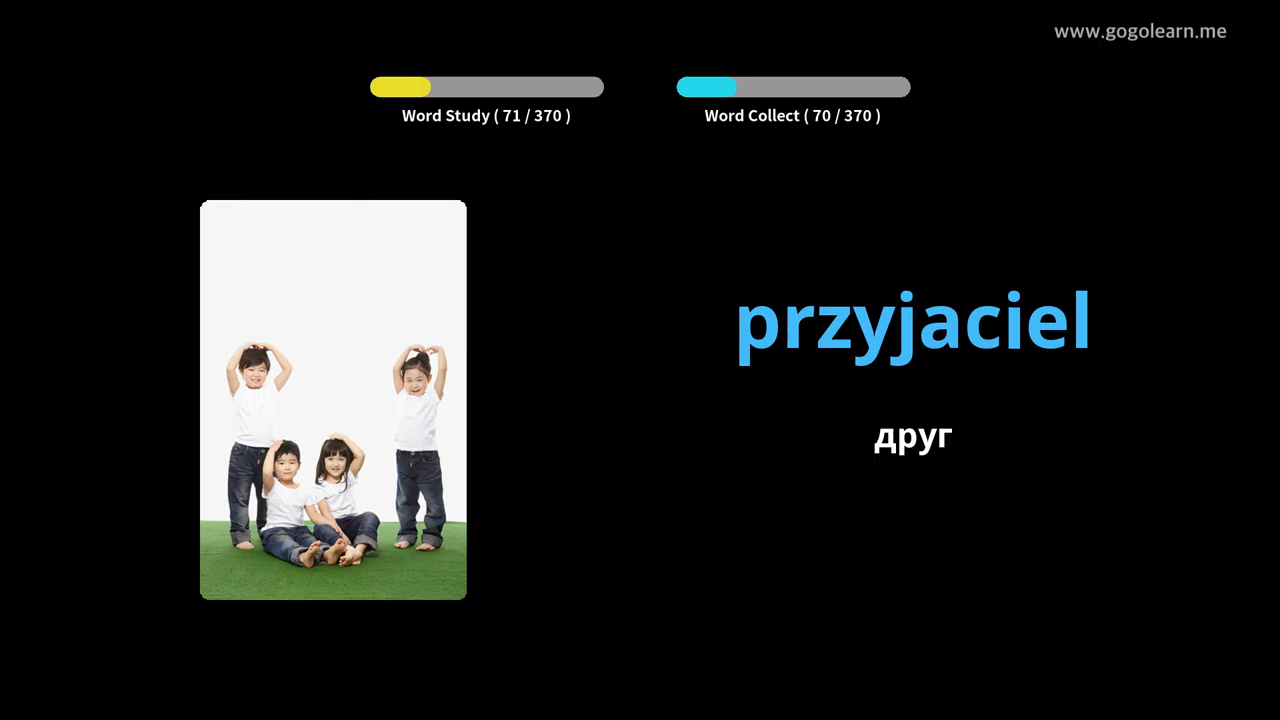 www.gogolearn.me
Word Study ( 71 / 370 )
Word Collect ( 70 / 370 )
przyjaciel
друг